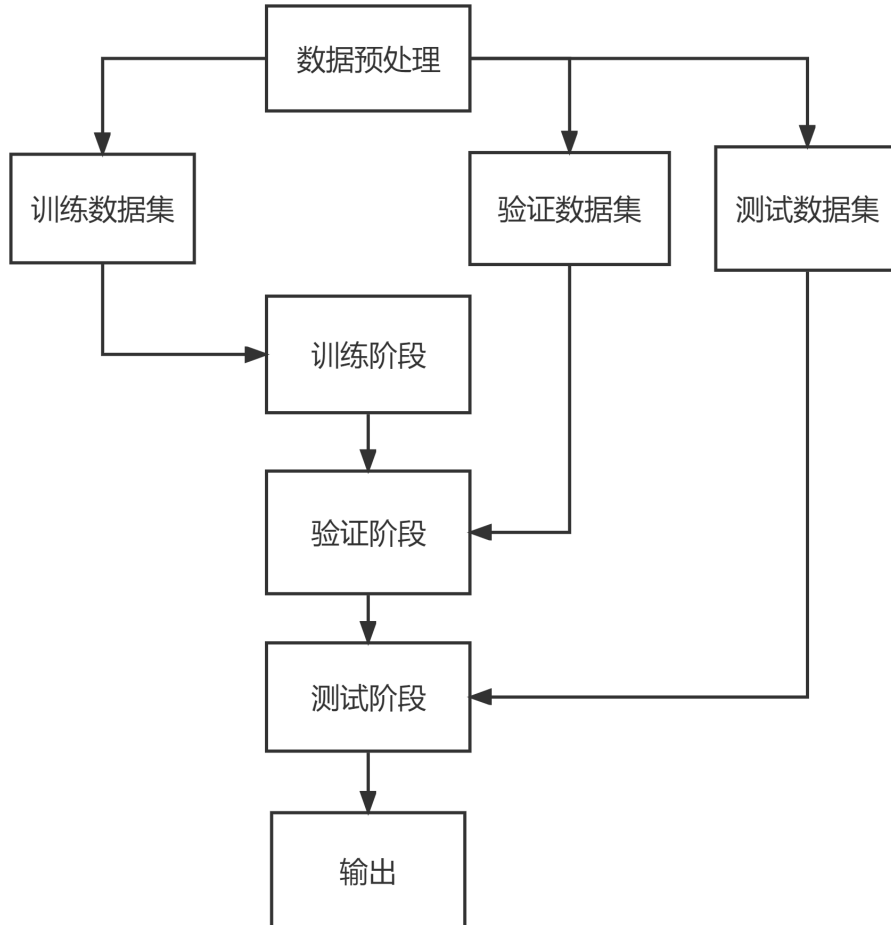 数据预处理
训练数据集
验证数据集
测试数据集
训练阶段
验证阶段
测试阶段
输出